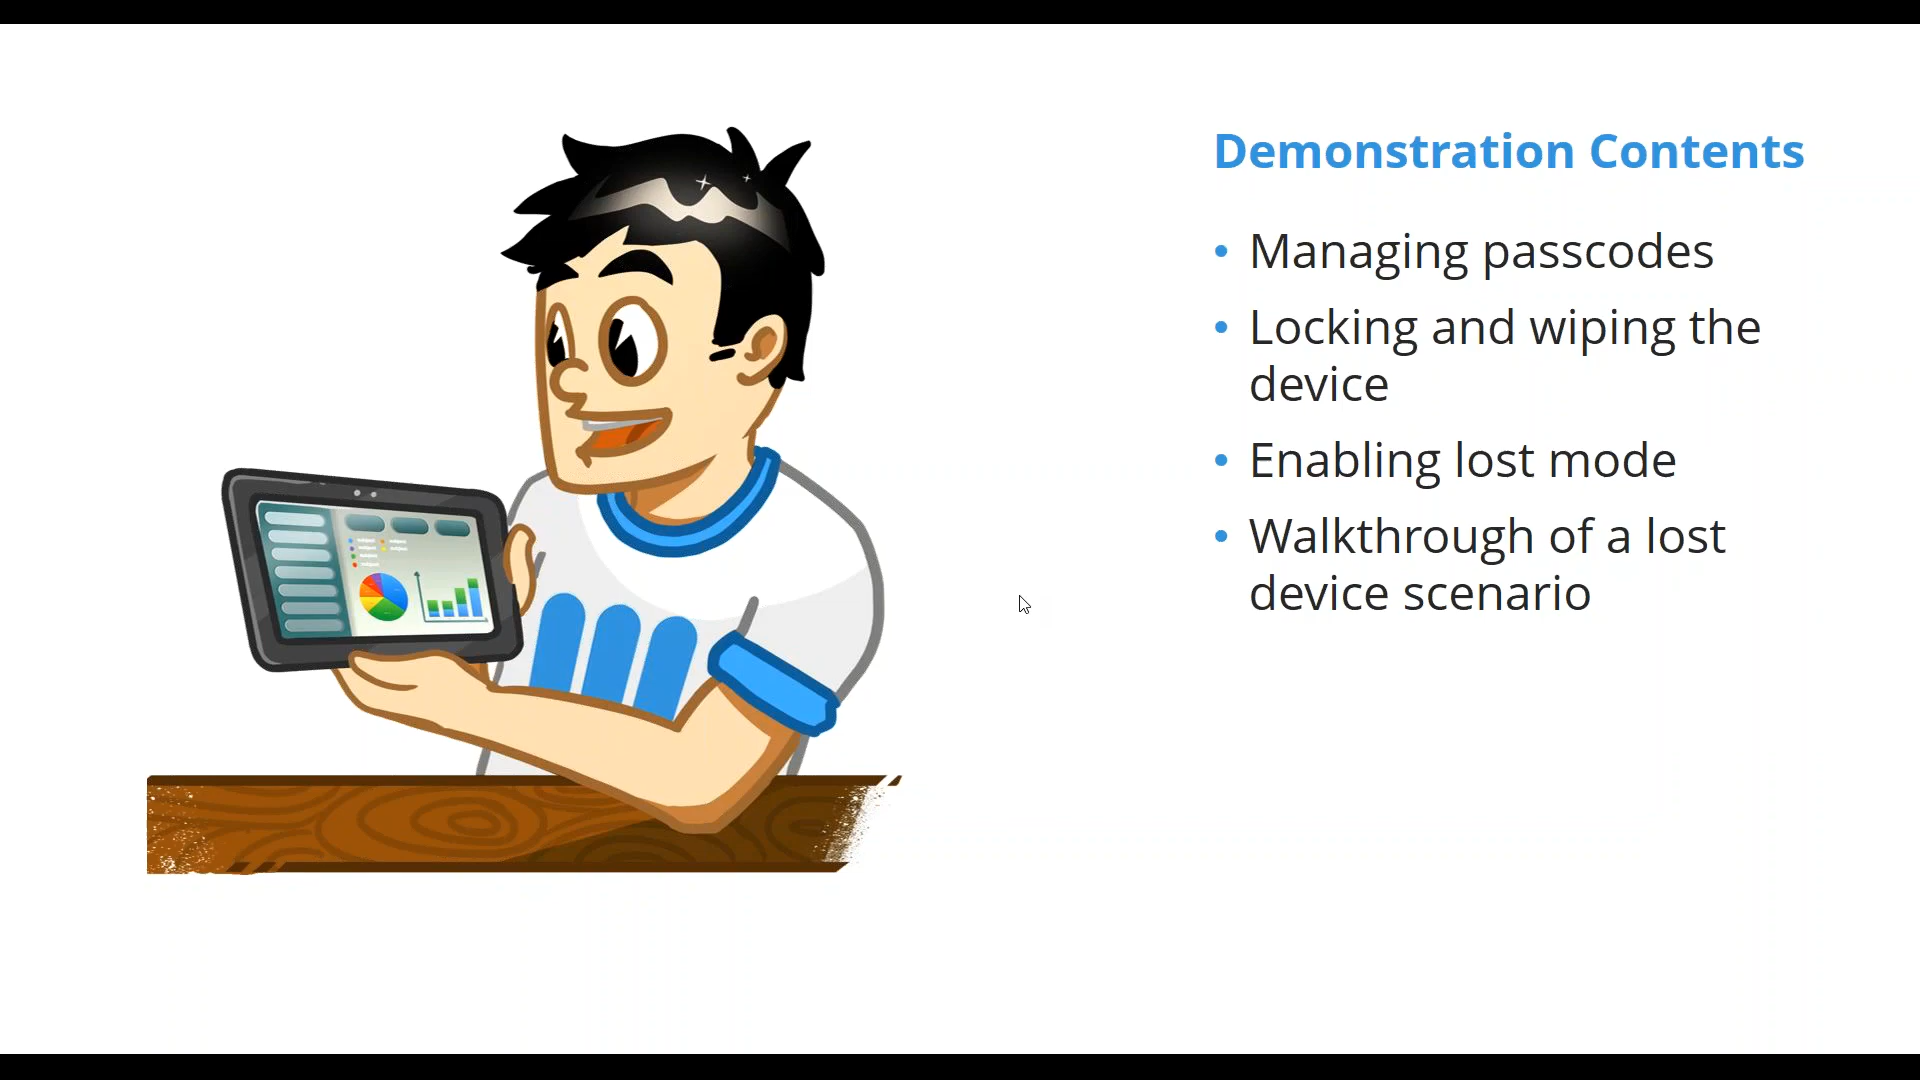 Demonstration Contents
• Managing passcodes
• Locking and wiping the
device
• Enabling lost mode
• Walkthrough of a lost
device scenario